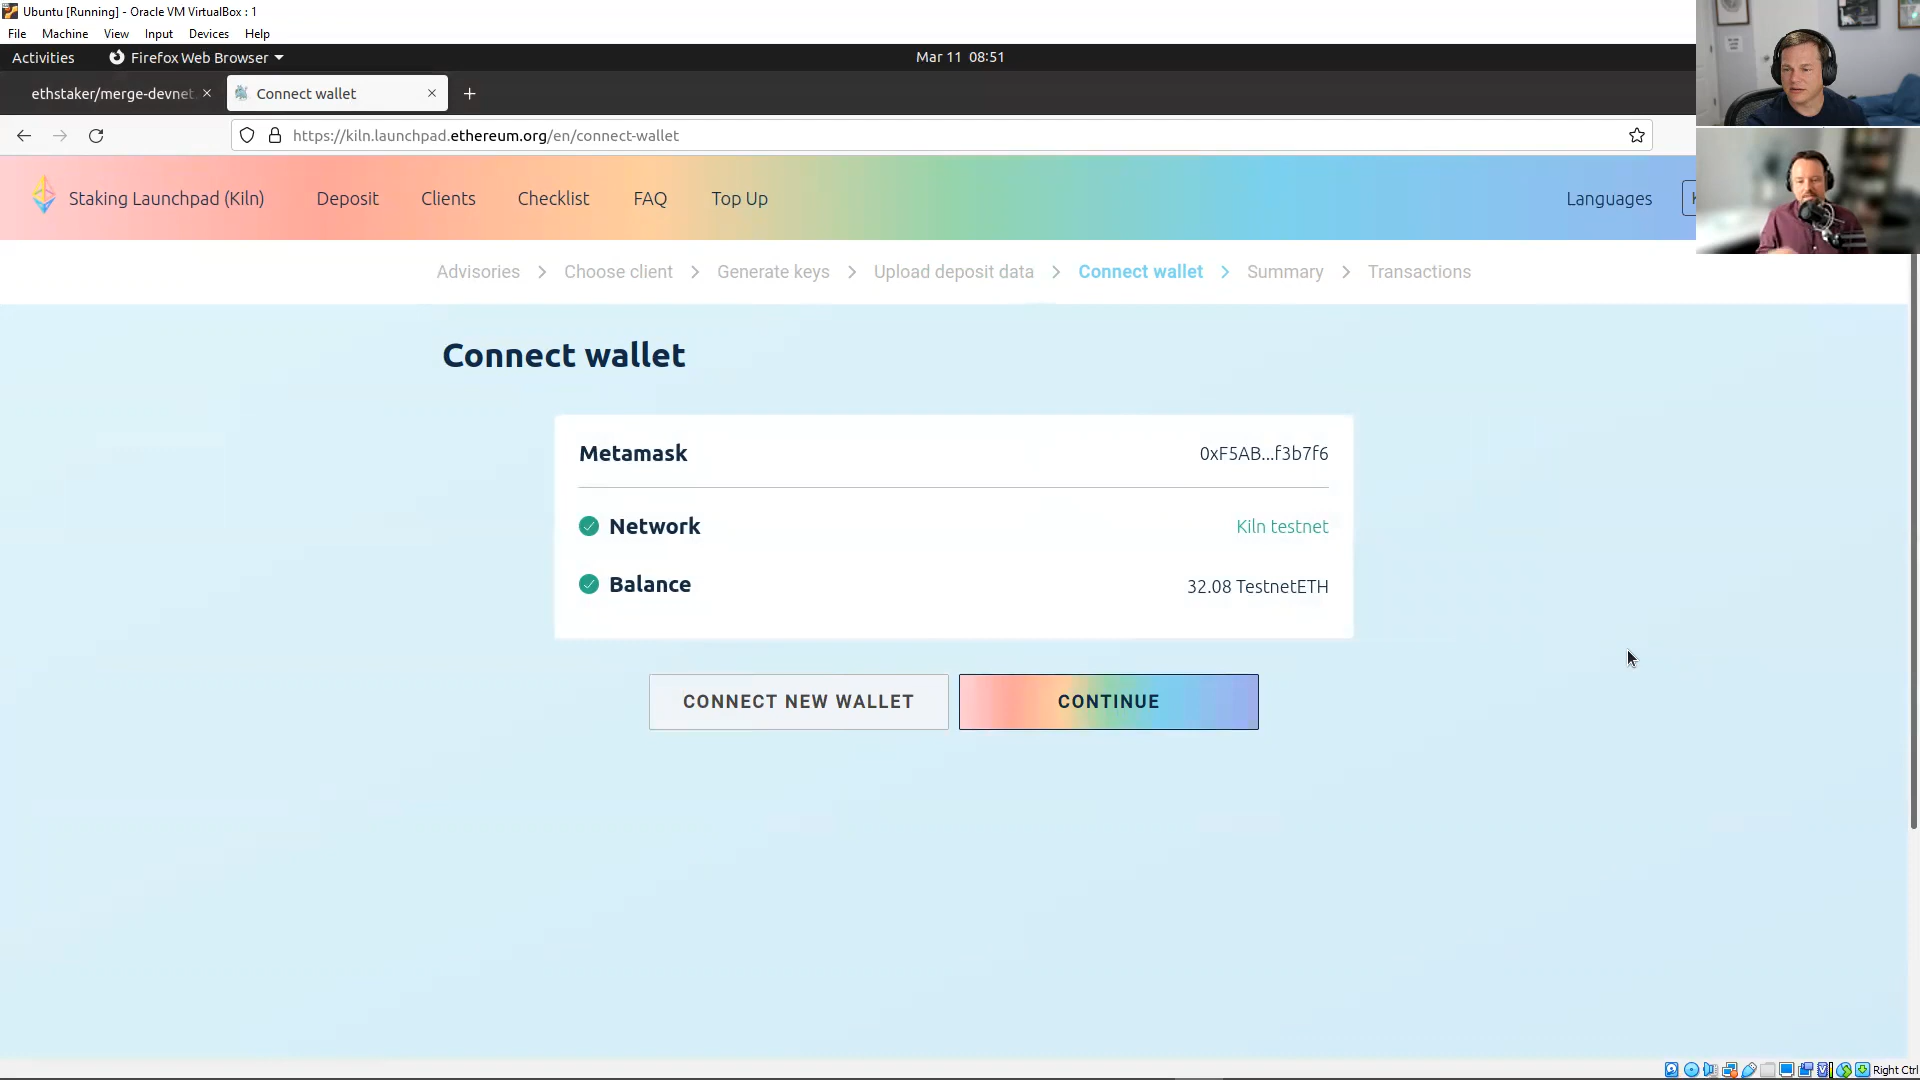 Ubuntu [Running] - Oracle VM VirtualBox : 1
File Machine View Input Devices Help
Activities Firefox Web Browser Mar 11 08:51
ethstaker/merge-devnet Connect wallet
https://kiln.launchpad.ethereum.org/en/connect-wallet
Staking Launchpad (Kiln) Deposit Clients Checklist FAQ Top Up Languages
Advisories Choose client Generate keys Upload deposit data Connect wallet Summary Transactions
Connect wallet
Metamask 0xF5AB...f3b7f6
Network Kiln testnet
Balance 32.08 TestnetETH
CONNECT NEW WALLET CONTINUE
Right Ctrl